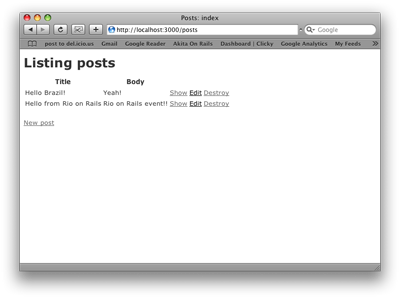 Posts: index
http://localhost:3000/posts
Google
post to del.icio.us Gmail Google Reader Akita On Rails Dashboard | Clicky Google Analytics My Feeds
Listing posts
Title Body
Hello Brazil! Yeah! Show Edit Destroy
Hello from Rio on Rails Rio on Rails event!! Show Edit Destroy
New post